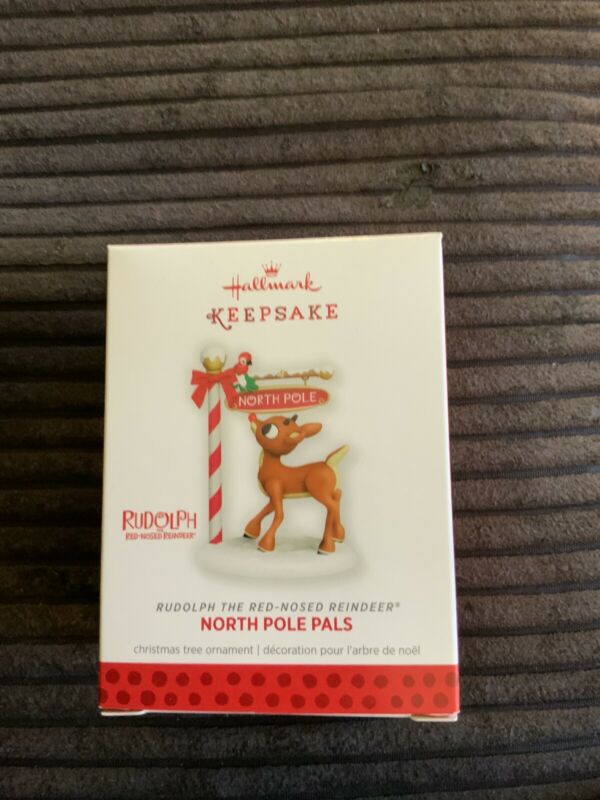 Hallmark
KEEPSAKE
NORTH POLE
RUDOLPH
THE
RED-NOSED REINDEER®
RUDOLPH THE RED-NOSED REINDEER®
NORTH POLE PALS
christmas tree ornament | décoration pour l'arbre de noël